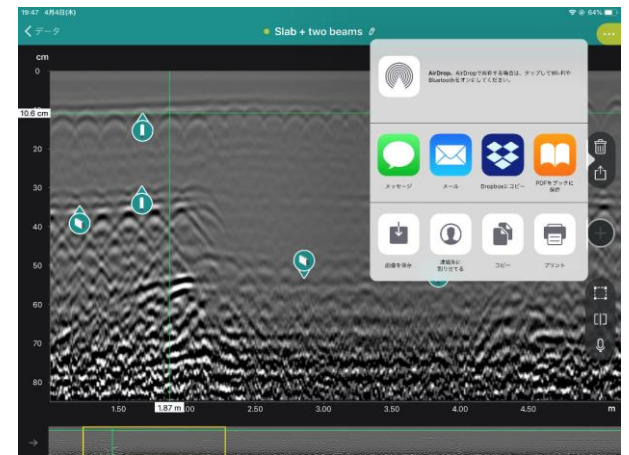 19:47 4月4日(木)
64%
データ
Slab + two beams
cm
0
10.6 cm
20
30
40
50
60
70
80
AirDrop。AirDropで共有する場合は、タップしてWi-Fiや
Bluetoothをオンにしてください。
メッセージ
メール
Dropboxにコピー
PDFをブックに
保存
画像を保存
連絡先に
割り当てる
コピー
プリント
1.50
1.87 m
.00
2.50
3.00
3.50
4.00
4.50
m